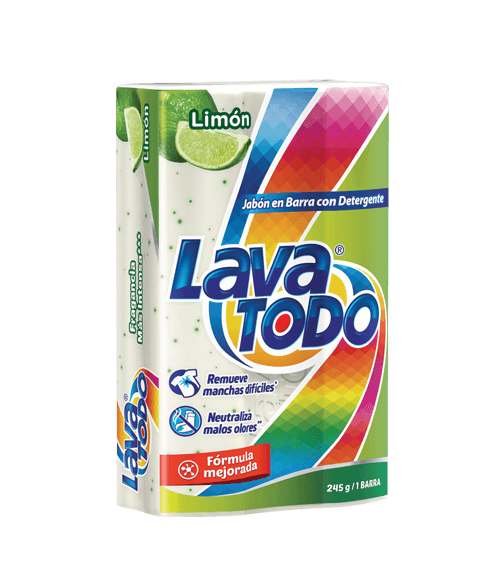 Limón
Jabón en Barra con Detergente
Lava®
TODO
Remueve
manchas difíciles*
Neutraliza
malos olores**
Fórmula
mejorada
245 g / 1 BARRA
Limón
Fragancia
Más intensa...
Lava
TODO